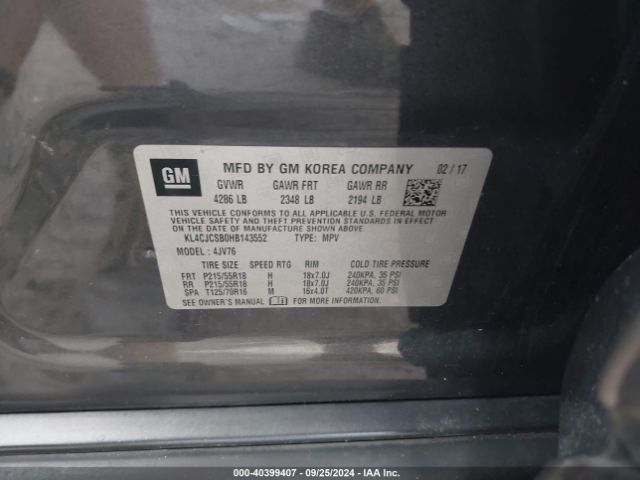 GM
MFD BY GM KOREA COMPANY 02 / 17
GVWR GAWR FRT GAWR RR
4286 LB 2348 LB 2194 LB
THIS VEHICLE CONFORMS TO ALL APPLICABLE U.S. FEDERAL MOTOR
VEHICLE SAFETY AND THEFT PREVENTION STANDARDS IN EFFECT
ON THE DATE OF MANUFACTURE SHOWN ABOVE.
KL4CJCSB0HB143552 TYPE: MPV
MODEL : 4JV76
TIRE SIZE SPEED RTG RIM COLD TIRE PRESSURE
FRT P215/55R18 H 18x7.0J 240KPA, 35 PSI
RR P215/55R18 H 18x7.0J 240KPA, 35 PSI
SPA T125/70R16 M 16x4.0T 420KPA, 60 PSI
SEE OWNER'S MANUAL FOR MORE INFORMATION.
000-40399407 - 09/25/2024 - IAA Inc.